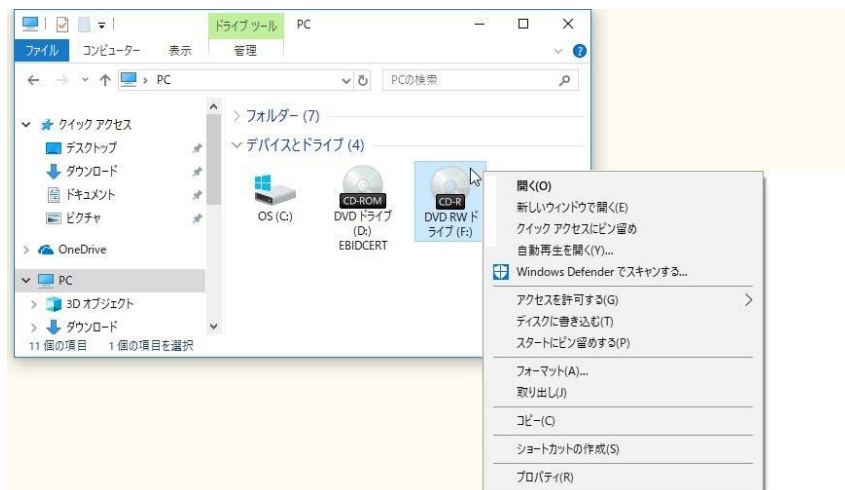 ドライブ ツール
PC
ファイル
コンピューター
表示
管理
PC
PCの検索
クイック アクセス
デスクトップ
ダウンロード
ドキュメント
ピクチャ
OneDrive
PC
3D オブジェクト
ダウンロード
フォルダー (7)
デバイスとドライブ (4)
OS (C:)
CD-ROM
DVD ドライブ
(D:)
EBIDCERT
CD-R
DVD RW ド
ライブ (F:)
11 個の項目
1 個の項目を選択
開く(O)
新しいウィンドウで開く(E)
クイック アクセスにピン留め
自動再生を開く(Y)...
Windows Defender でスキャンする...
アクセスを許可する(G)
ディスクに書き込む(T)
スタートにピン留めする(P)
フォーマット(A)...
取り出し(J)
コピー(C)
ショートカットの作成(S)
プロパティ(R)